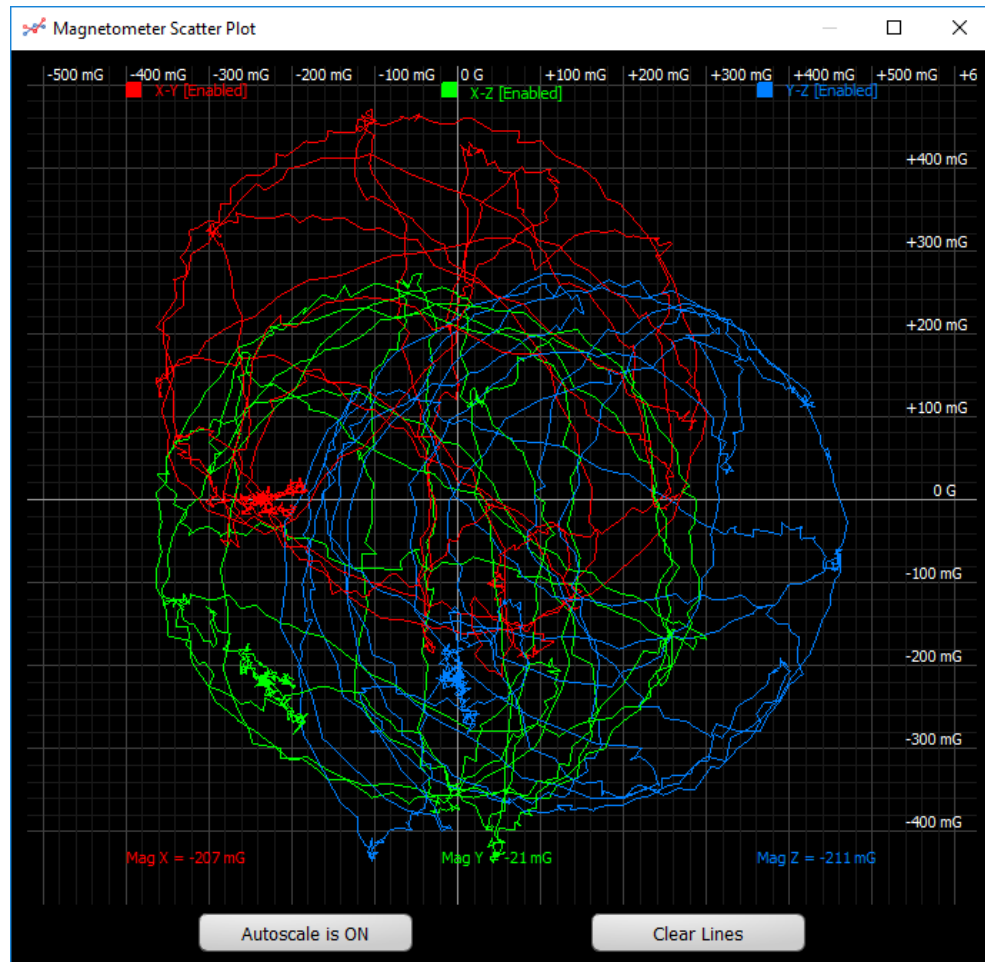 Magnetometer Scatter Plot
-500 mG -400 mG -300 mG -200 mG -100 mG 0 G +100 mG +200 mG +300 mG +400 mG +500 mG +6
X-Y [Enabled] X-Z [Enabled] Y-Z [Enabled]
+400 mG
+300 mG
+200 mG
+100 mG
0 G
-100 mG
-200 mG
-300 mG
-400 mG
Mag X = -207 mG Mag Y = -21 mG Mag Z = -211 mG
Autoscale is ON Clear Lines